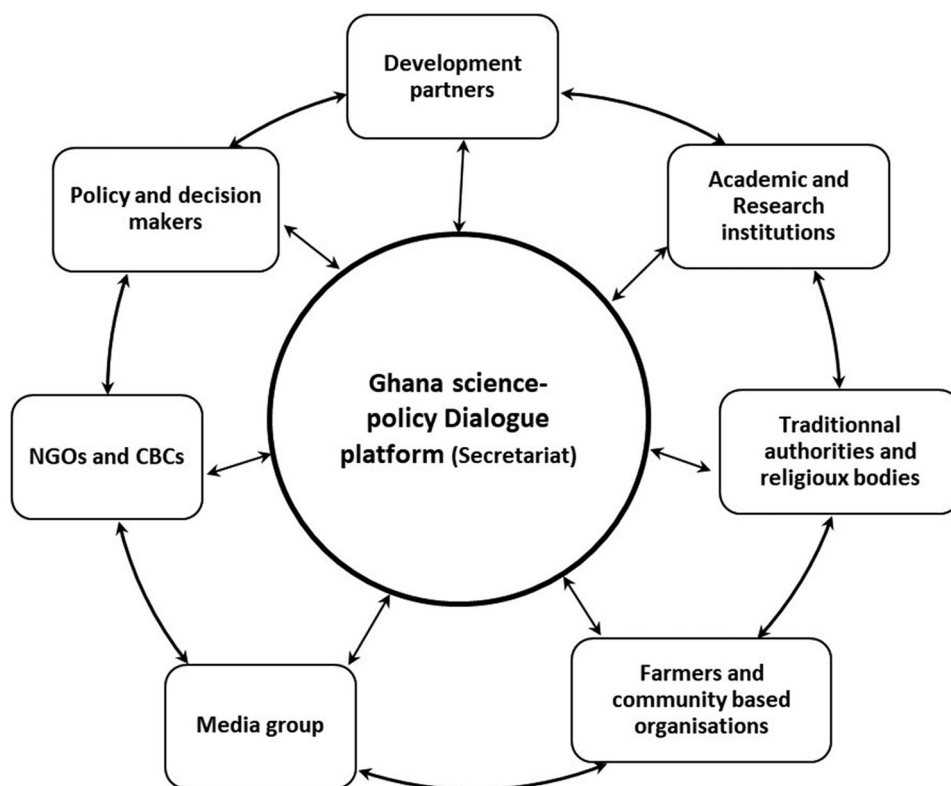 Development
partners
Policy and decision
makers
Academic and
Research
institutions
Ghana science-
policy Dialogue
platform (Secretariat)
NGOs and CBCs
Traditionnal
authorities and
religioux bodies
Media group
Farmers and
community based
organisations